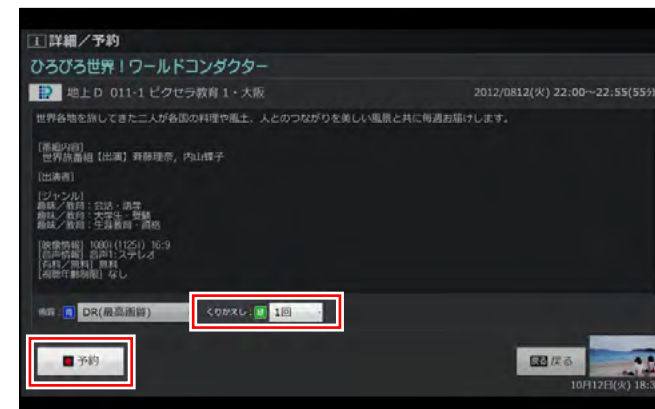 i 詳細／予約
ひろびろ世界！ワールドコンダクター
地上D 011-1 ピクセラ教育1・大阪 2012/0812(火) 22:00～22:55(55分
世界各地を旅してきた二人が各国の料理や風土、人とのつながりを美しい風景と共に毎週お届けします。
[番組内容]
世界旅番組【出演】斉藤理奈, 内山蝶子
[出演者]
[ジャンル]
趣味／教育：会話・語学
趣味／教育：大学生・受験
趣味／教育：生涯教育・資格
[映像情報] 1080i(1125i) 16:9
[音声情報] 音声1:ステレオ
[有料／無料] 無料
[視聴年齢制限] なし
画質：青 DR(最高画質) くりかえし：緑 1回
予約 戻る 戻る
10月12日(火) 18:3